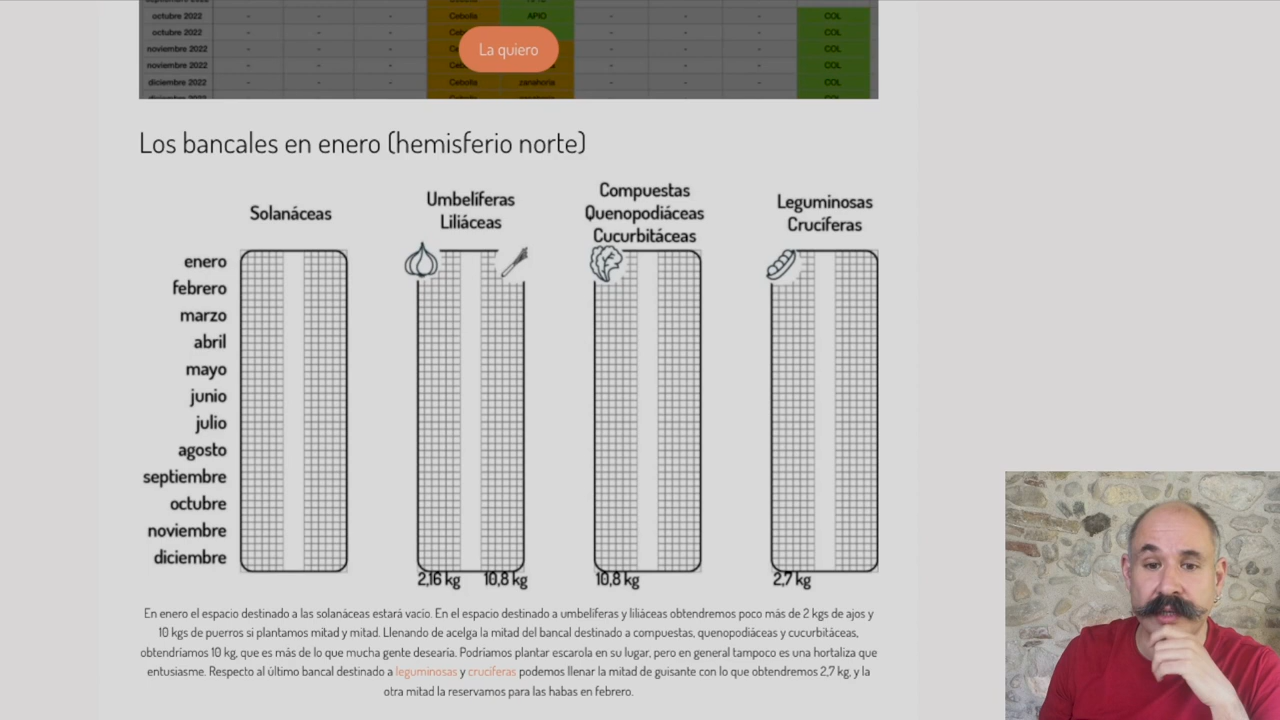 octubre 2022 - - - Cebolla APIO - - - COL
octubre 2022 - - - - - - COL
noviembre 2022 - - - - - - COL
noviembre 2022 - - - Cebolla zanahoria - - - COL
diciembre 2022 - - - Cebolla zanahoria - - - COL
La quiero
Los bancales en enero (hemisferio norte)
Solanáceas
Umbelíferas
Liliáceas
Compuestas
Quenopodiáceas
Cucurbitáceas
Leguminosas
Crucíferas
enero
febrero
marzo
abril
mayo
junio
julio
agosto
septiembre
octubre
noviembre
diciembre
2,16 kg 10,8 kg 10,8 kg 2,7 kg
En enero el espacio destinado a las solanáceas estará vacío. En el espacio destinado a umbelíferas y liliáceas obtendremos poco más de 2 kgs de ajos y
10 kgs de puerros si plantamos mitad y mitad. Llenando de acelga la mitad del bancal destinado a compuestas, quenopodiáceas y cucurbitáceas,
obtendríamos 10 kg, que es más de lo que mucha gente desearía. Podríamos plantar escarola en su lugar, pero en general tampoco es una hortaliza que
entusiasme. Respecto al último bancal destinado a leguminosas y crucíferas podemos llenar la mitad de guisante con lo que obtendremos 2,7 kg, y la
otra mitad la reservamos para las habas en febrero.